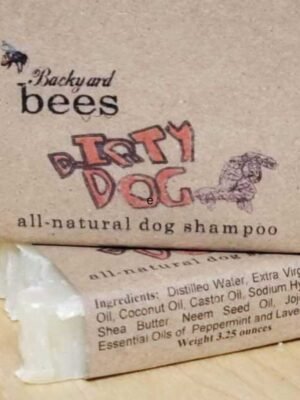 Backyard
bees
DIRTY
DOG
all-natural dog shampoo
all-natural dog
Ingredients: Distilled Water, Extra
Oil, Coconut Oil, Castor Oil, Sodium
Shea Butter, Neem Seed Oil,
Essential Oils of Peppermint and
Weight 3.25 ounces